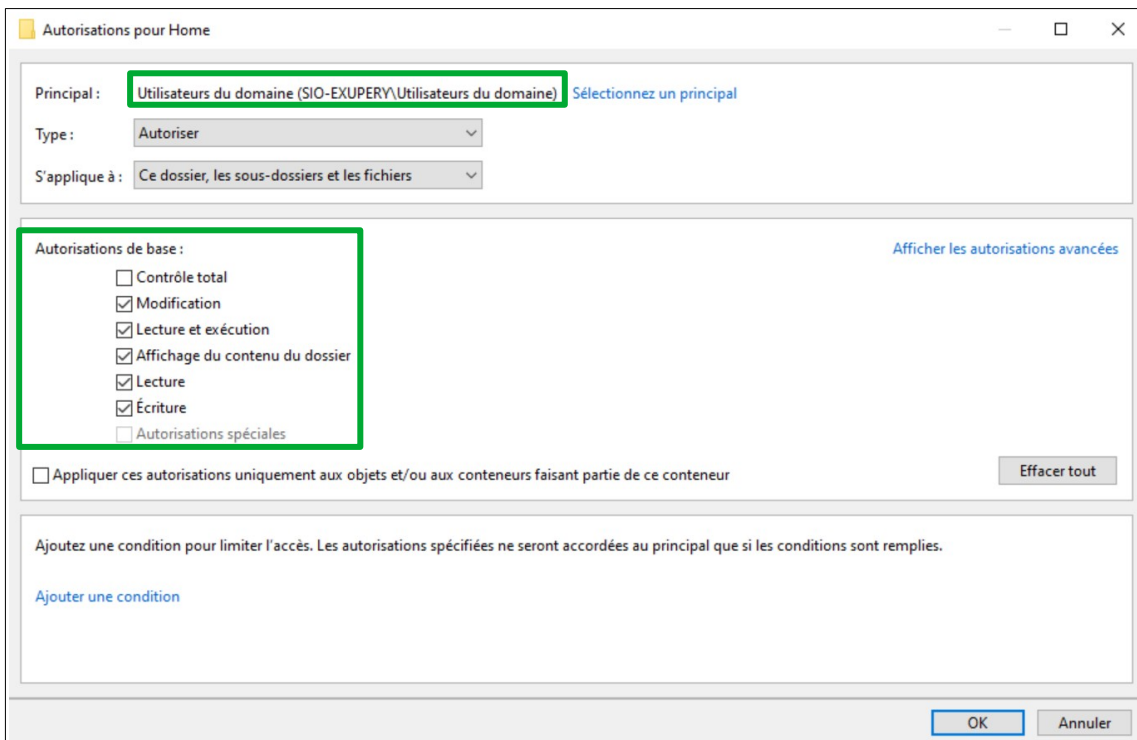 Autorisations pour Home
Principal : Utilisateurs du domaine (SIO-EXUPERY\Utilisateurs du domaine) Sélectionnez un principal
Type : Autoriser
S'applique à : Ce dossier, les sous-dossiers et les fichiers
Autorisations de base : Afficher les autorisations avancées
Contrôle total
Modification
Lecture et exécution
Affichage du contenu du dossier
Lecture
Écriture
Autorisations spéciales
Appliquer ces autorisations uniquement aux objets et/ou aux conteneurs faisant partie de ce conteneur Effacer tout
Ajoutez une condition pour limiter l'accès. Les autorisations spécifiées ne seront accordées au principal que si les conditions sont remplies.
Ajouter une condition
OK Annuler